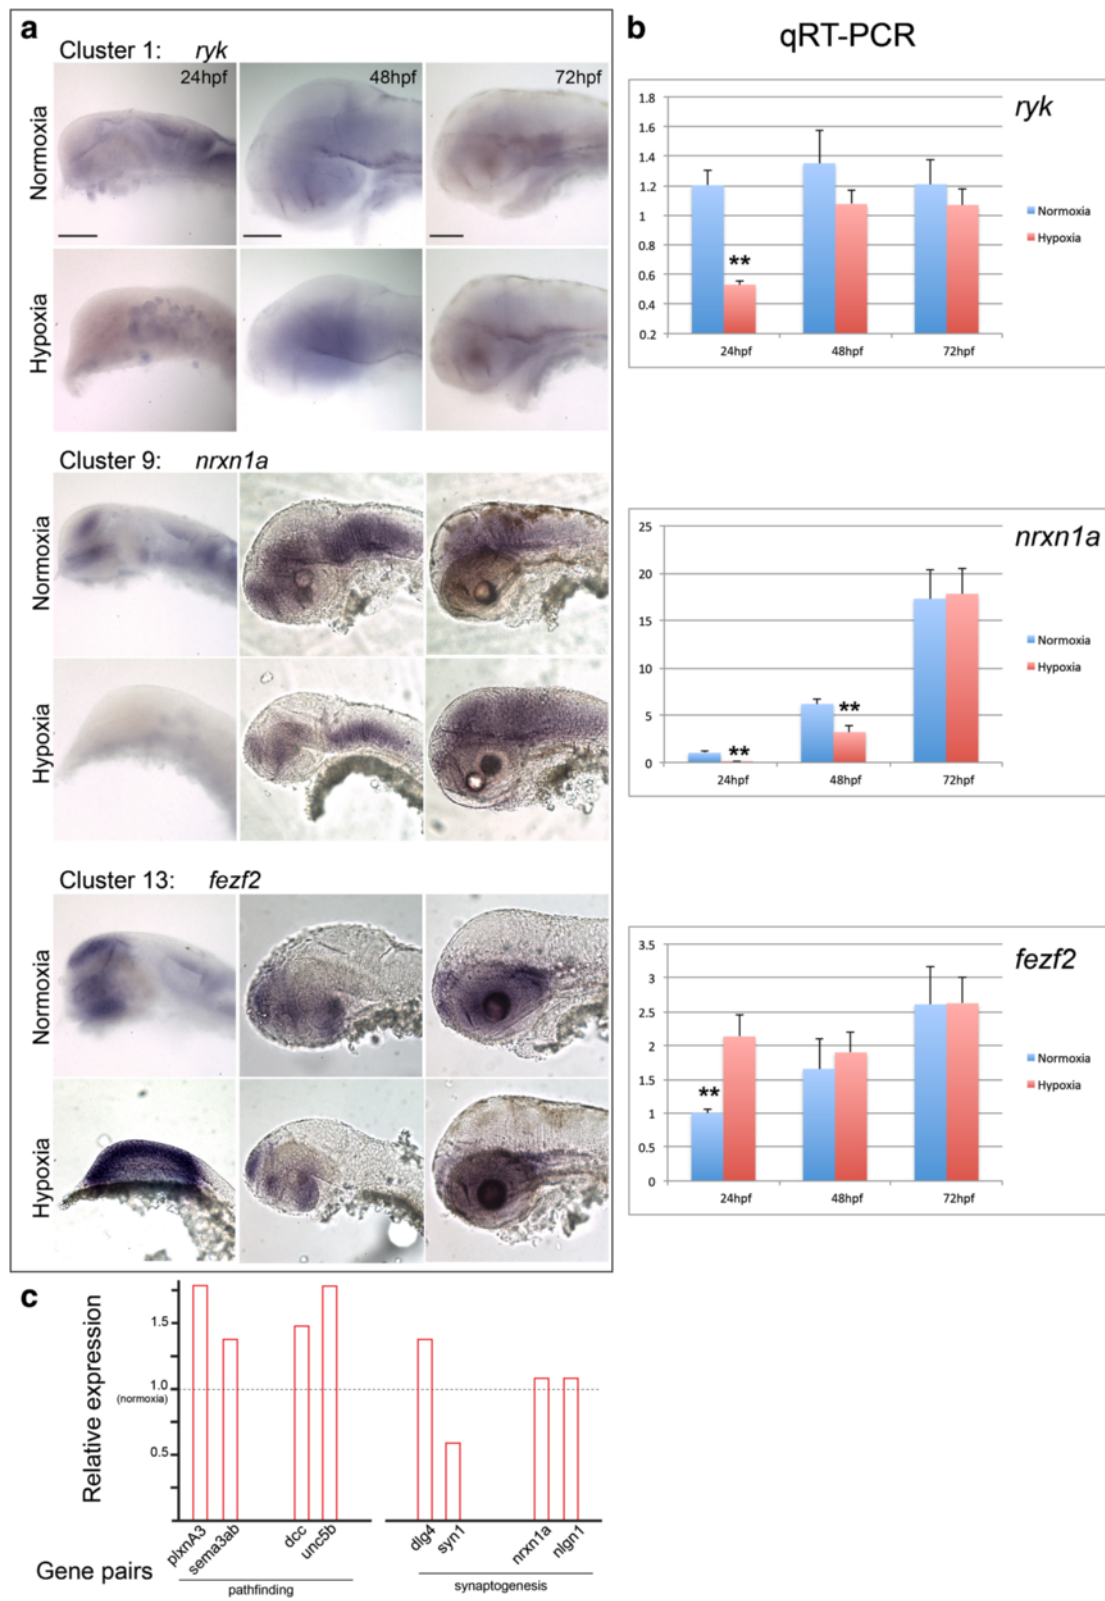 a
Cluster 1: ryk
24hpf
48hpf
72hpf
Normoxia
Hypoxia
Cluster 9: nrxn1a
Normoxia
Hypoxia
Cluster 13: fezf2
Normoxia
Hypoxia
b
qRT-PCR
ryk
1.8
1.6
1.4
1.2
1
0.8
0.6
0.4
0.2
**
24hpf
48hpf
72hpf
Normoxia
Hypoxia
nrxn1a
25
20
15
10
5
0
**
**
24hpf
48hpf
72hpf
Normoxia
Hypoxia
fezf2
3.5
3
2.5
2
1.5
1
0.5
0
**
24hpf
48hpf
72hpf
Normoxia
Hypoxia
c
Relative expression
1.5
1.0
(normoxia)
0.5
plxnA3
sema3ab
dcc
unc5b
dlg4
syn1
nrxn1a
nlgn1
Gene pairs
pathfinding
synaptogenesis